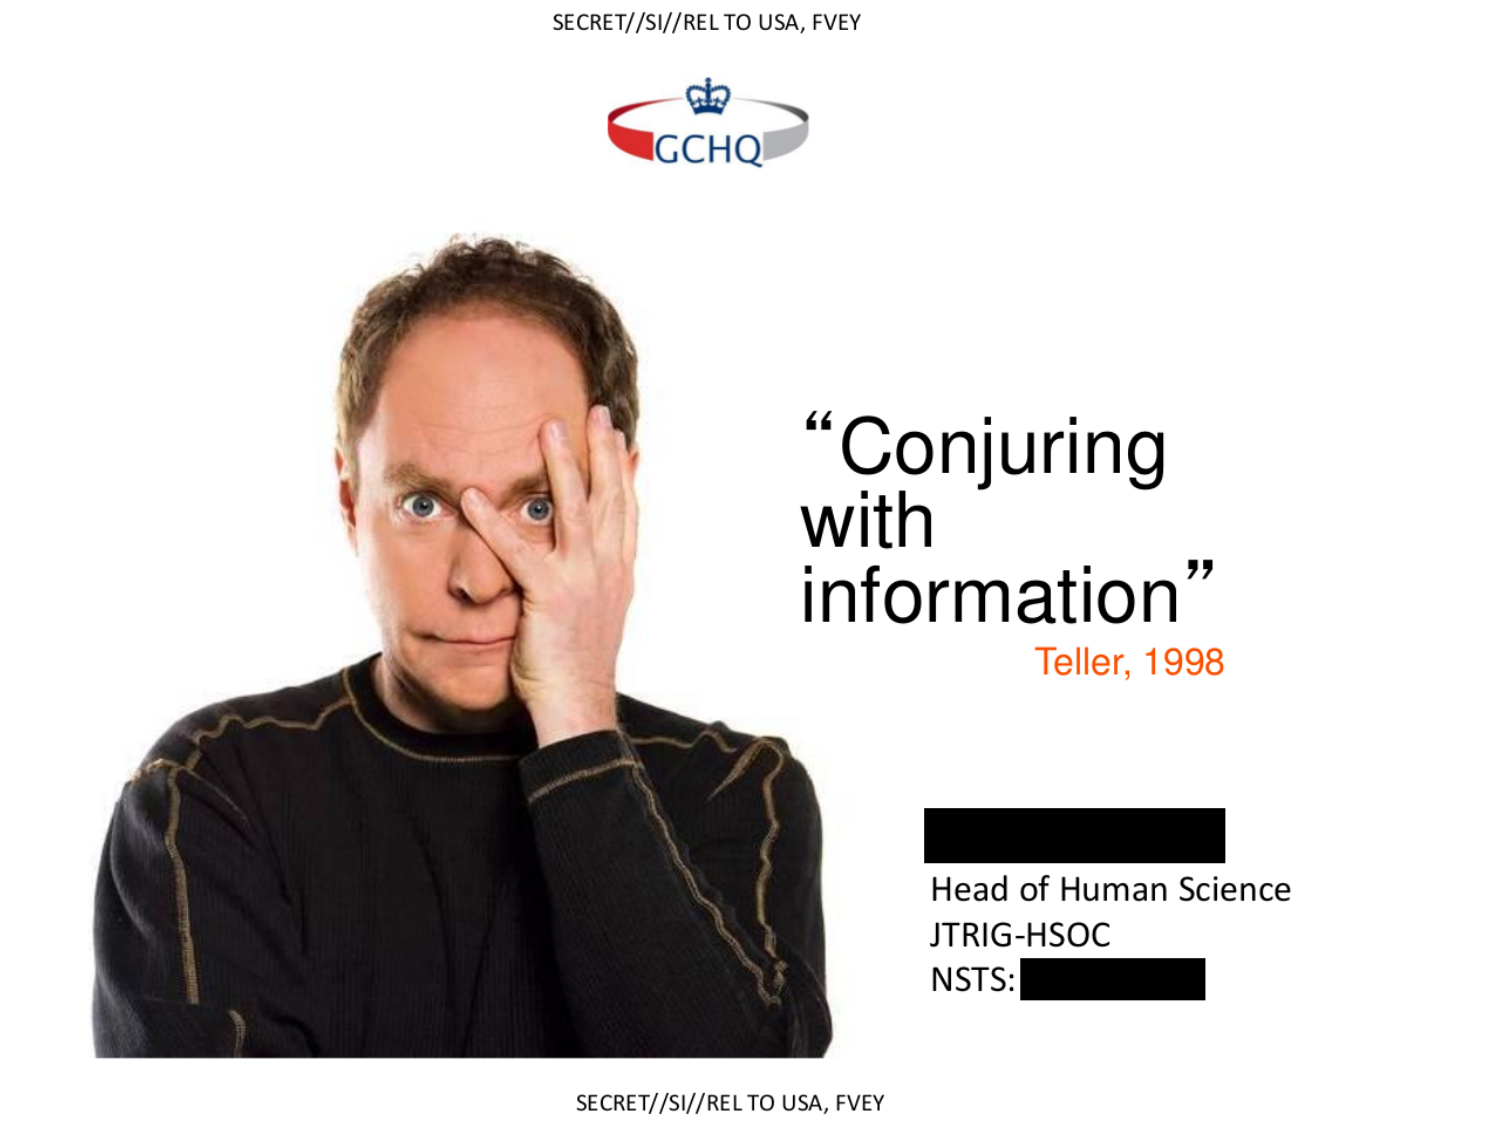 SECRET//SI//REL TO USA, FVEY
GCHQ
“Conjuring
with
information”
Teller, 1998
Head of Human Science
JTRIG-HSOC
NSTS:
SECRET//SI//REL TO USA, FVEY